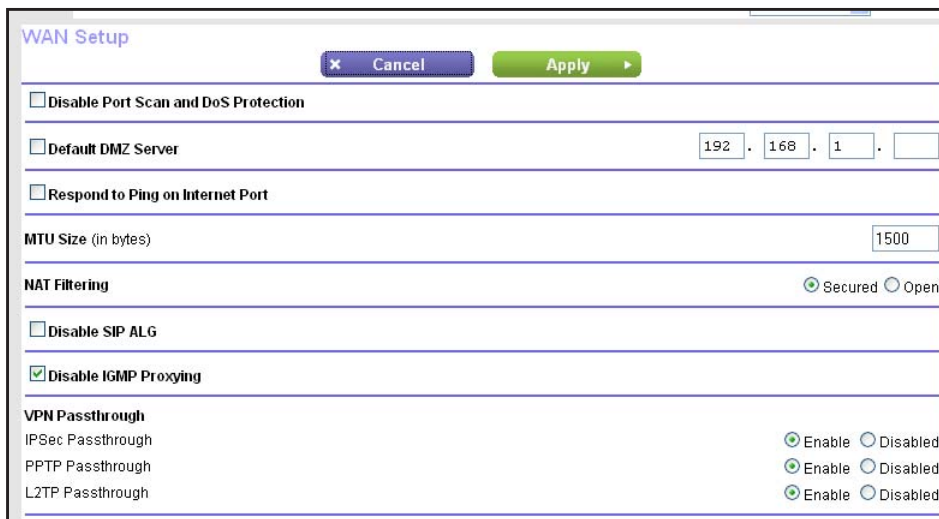 WAN Setup
Cancel Apply
Disable Port Scan and DoS Protection
Default DMZ Server 192 . 168 . 1 .
Respond to Ping on Internet Port
MTU Size (in bytes) 1500
NAT Filtering Secured Open
Disable SIP ALG
Disable IGMP Proxying
VPN Passthrough
IPSec Passthrough Enable Disabled
PPTP Passthrough Enable Disabled
L2TP Passthrough Enable Disabled